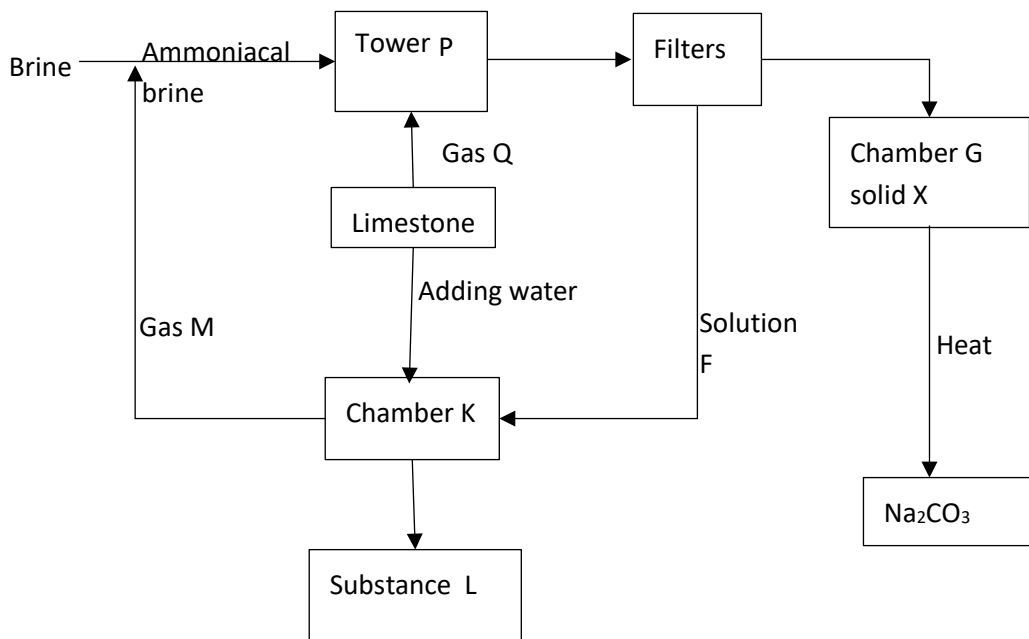 Brine
Ammoniacal
brine
Tower P
Filters
Gas Q
Chamber G
solid X
Limestone
Adding water
Gas M
Solution
F
Heat
Chamber K
Na₂CO₃
Substance L